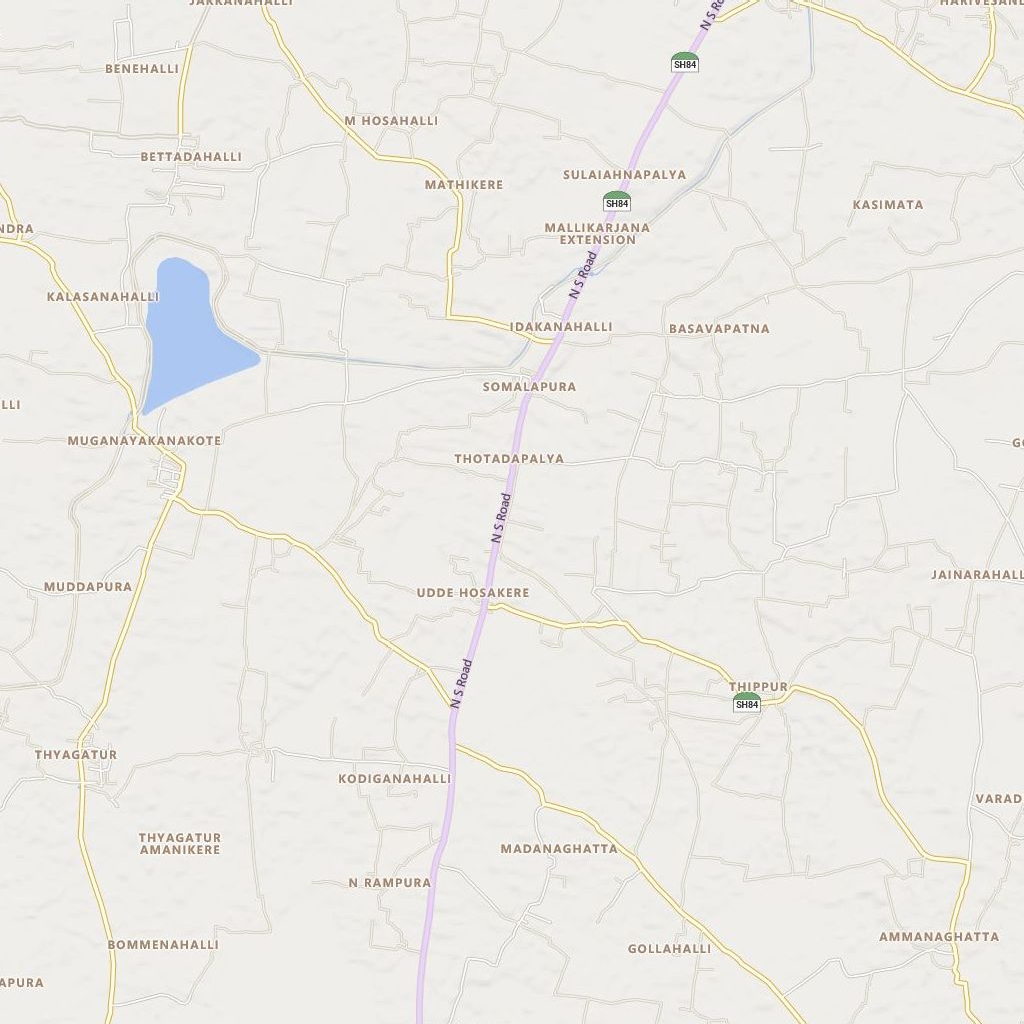 JAKKANAHALLI
N S Ro
BENEHALLI
SH84
M HOSAHALLI
BETTADAHALLI
SULAIAHNAPALYA
MATHIKERE
SH84
KASIMATA
NDRA
MALLIKARJANA
EXTENSION
N S Road
KALASANAHALLI
IDAKANAHALLI
BASAVAPATNA
SOMALAPURA
LLI
MUGANAYAKANAKOTE
THOTADAPALYA
N S Road
JAINARAHALL
MUDDAPURA
UDDE HOSAKERE
N S Road
THIPPUR
SH84
THYAGATUR
KODIGANAHALLI
VARAD
THYAGATUR
AMANIKERE
MADANAGHATTA
N RAMPURA
BOMMENAHALLI
GOLLAHALLI
AMMANAGHATTA
APURA